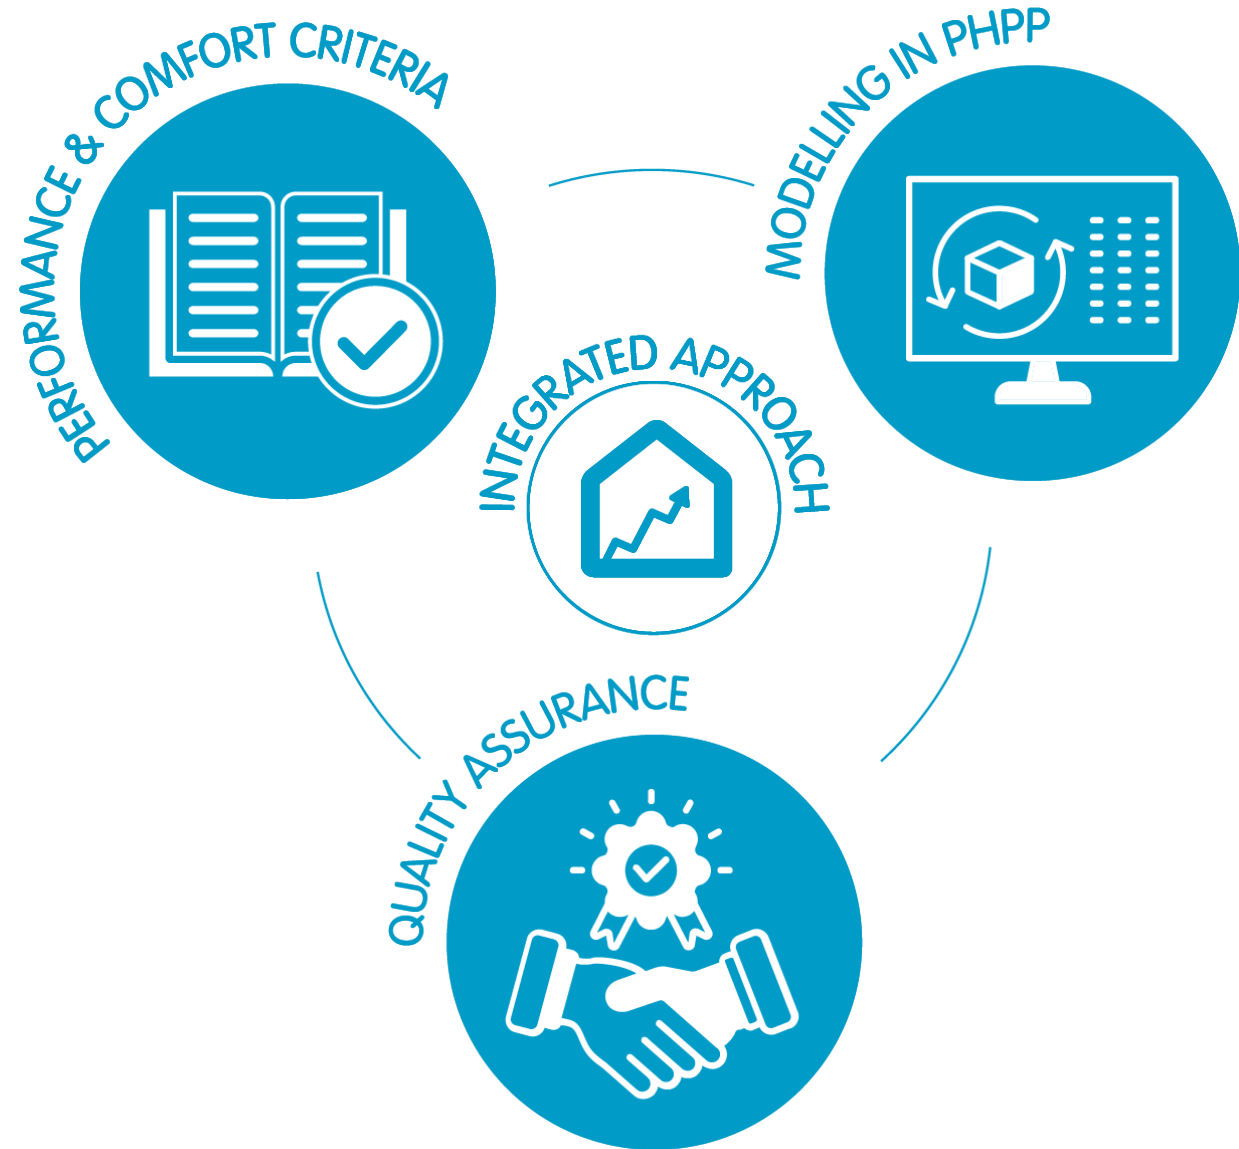 PERFORMANCE & COMFORT CRITERIA
MODELLING IN PHPP
INTEGRATED APPROACH
QUALITY ASSURANCE